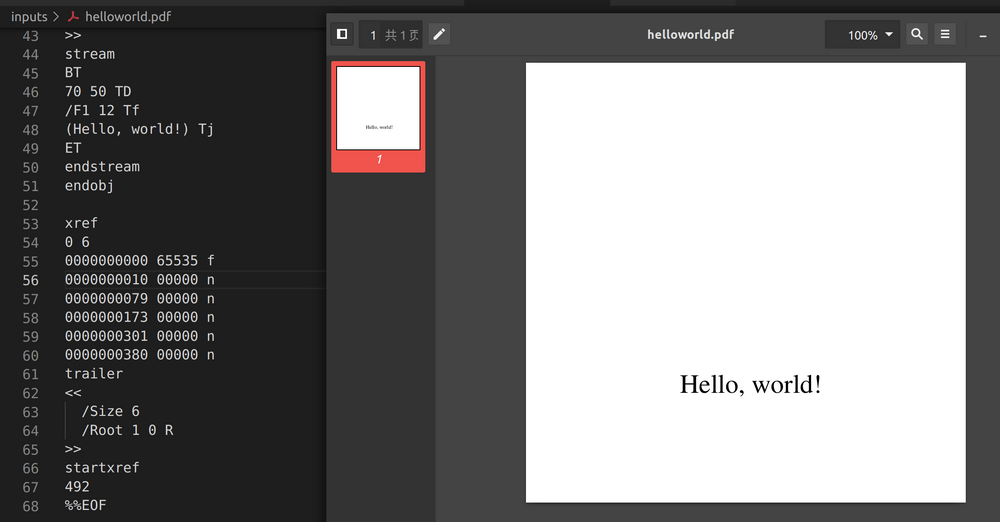 inputs > helloworld.pdf
43 >>
44 stream
45 BT
46 70 50 TD
47 /F1 12 Tf
48 (Hello, world!) Tj
49 ET
50 endstream
51 endobj
52
53 xref
54 0 6
55 0000000000 65535 f
56 0000000010 00000 n
57 0000000079 00000 n
58 0000000173 00000 n
59 0000000301 00000 n
60 0000000380 00000 n
61 trailer
62 <<
63 /Size 6
64 /Root 1 0 R
65 >>
66 startxref
67 492
68 %%EOF
1 共 1 页
helloworld.pdf
100%
Hello, world!
1
Hello, world!